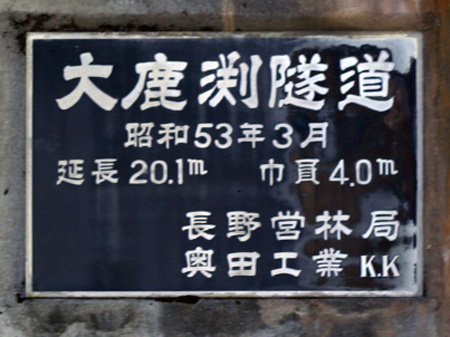 大鹿渕隧道
昭和53年3月
延長20.1m 巾員4.0m
長野営林局
奥田工業K.K